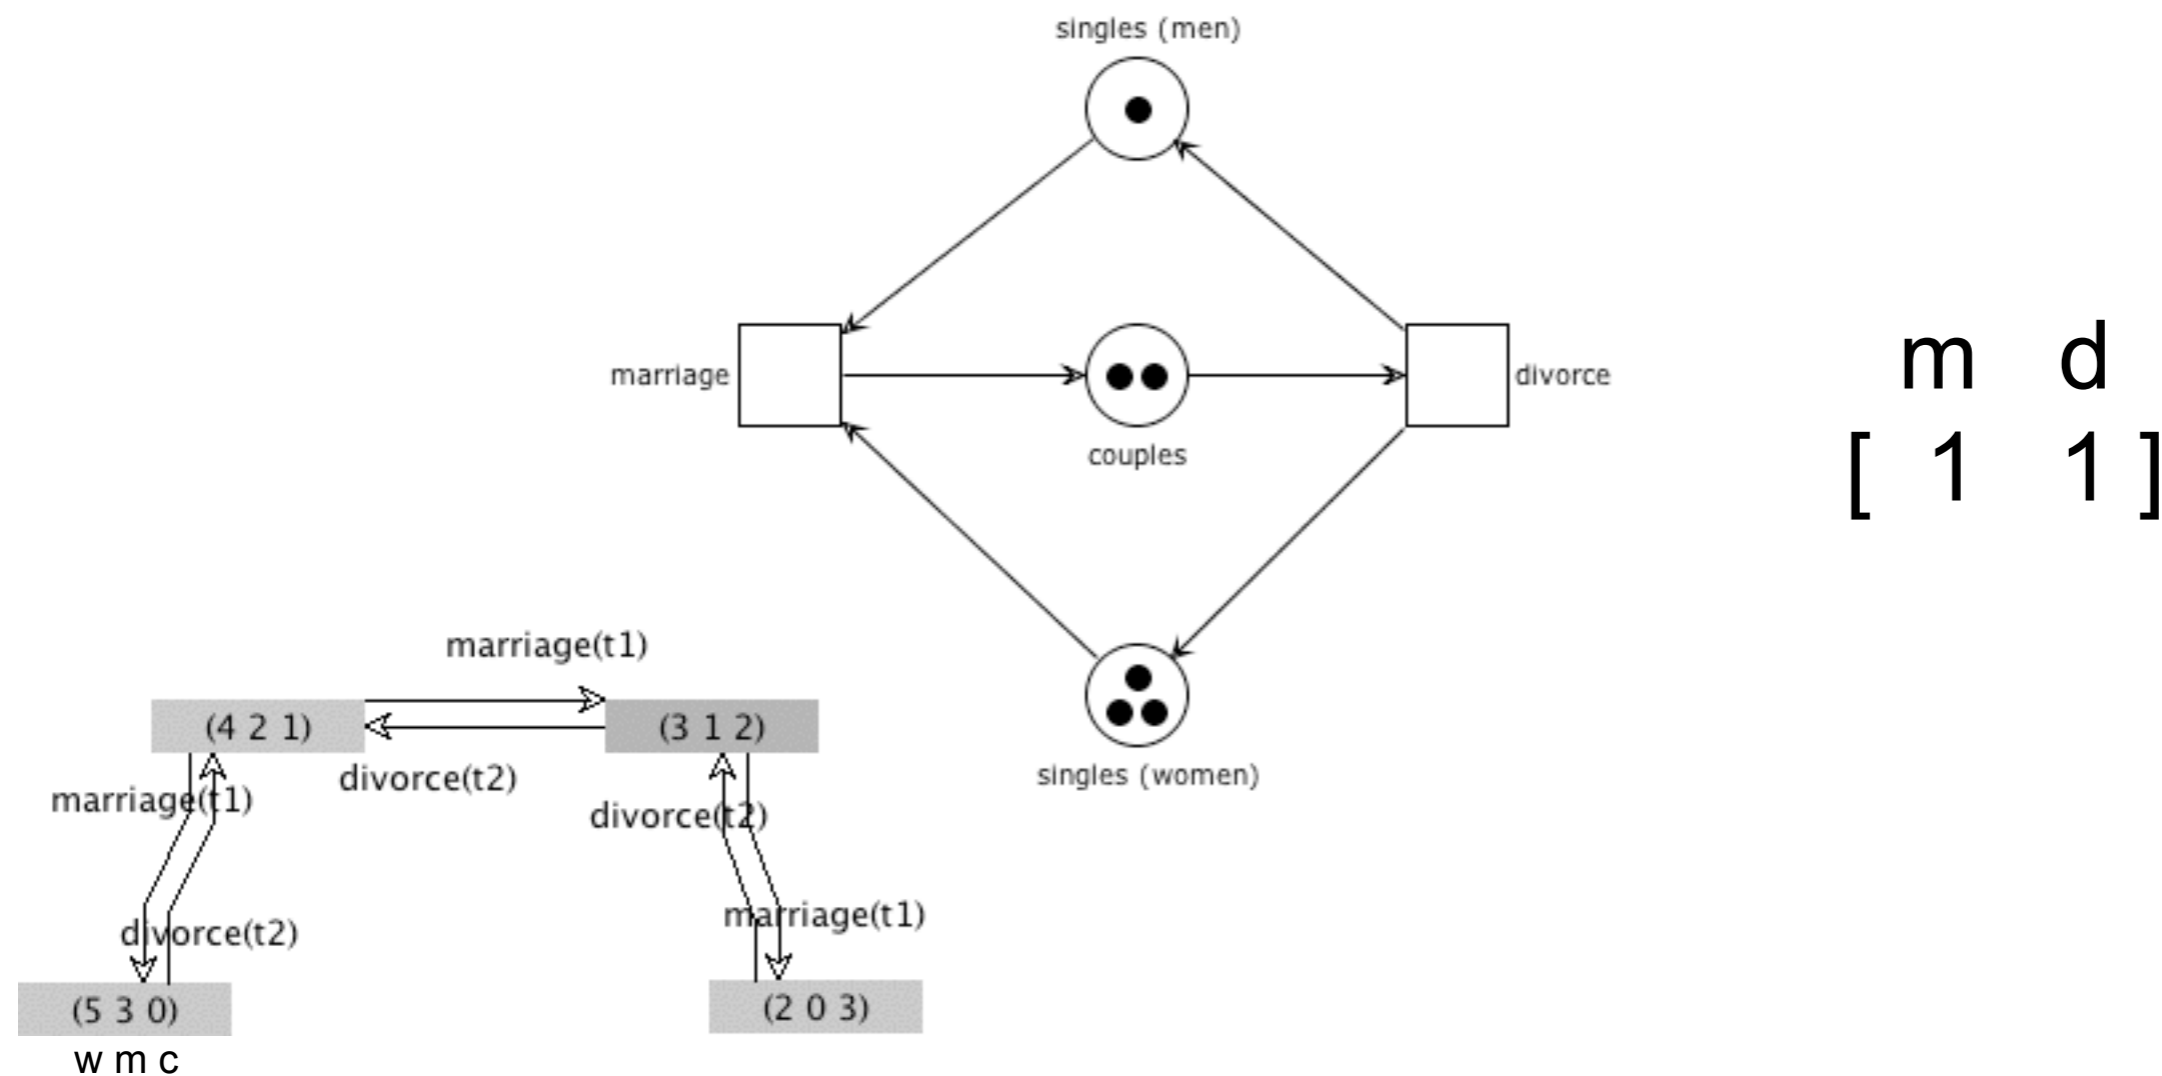 singles (men)
marriage
divorce
couples
singles (women)
m d
[ 1 1 ]
marriage(t1)
(4 2 1)
(3 1 2)
divorce(t2)
marriage(t1)
divorce(t2)
marriage(t1)
divorce(t2)
(5 3 0)
(2 0 3)
w m c